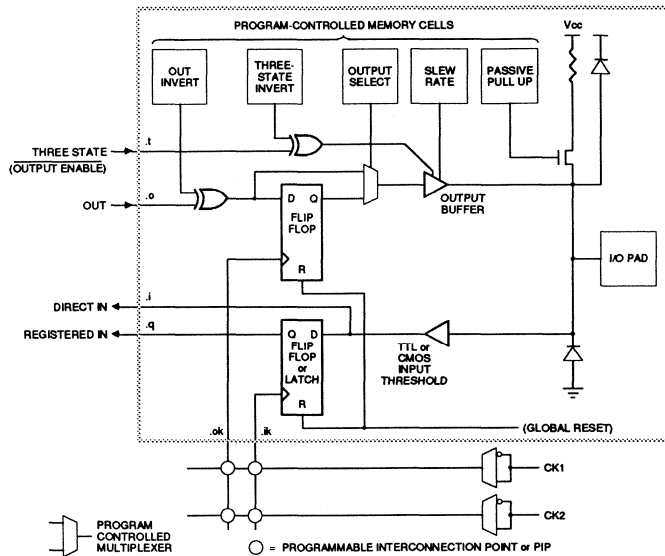 PROGRAM-CONTROLLED MEMORY CELLS
Vcc
OUT
INVERT
THREE-
STATE
INVERT
OUTPUT
SELECT
SLEW
RATE
PASSIVE
PULL UP
THREE STATE
(OUTPUT ENABLE)
.t
OUT
.o
D Q
FLIP
FLOP
R
OUTPUT
BUFFER
I/O PAD
DIRECT IN
.i
REGISTERED IN
.q
Q D
FLIP
FLOP
or
LATCH
R
TTL or
CMOS
INPUT
THRESHOLD
.ok
.ik
(GLOBAL RESET)
CK1
CK2
PROGRAM
CONTROLLED
MULTIPLEXER
= PROGRAMMABLE INTERCONNECTION POINT or PIP